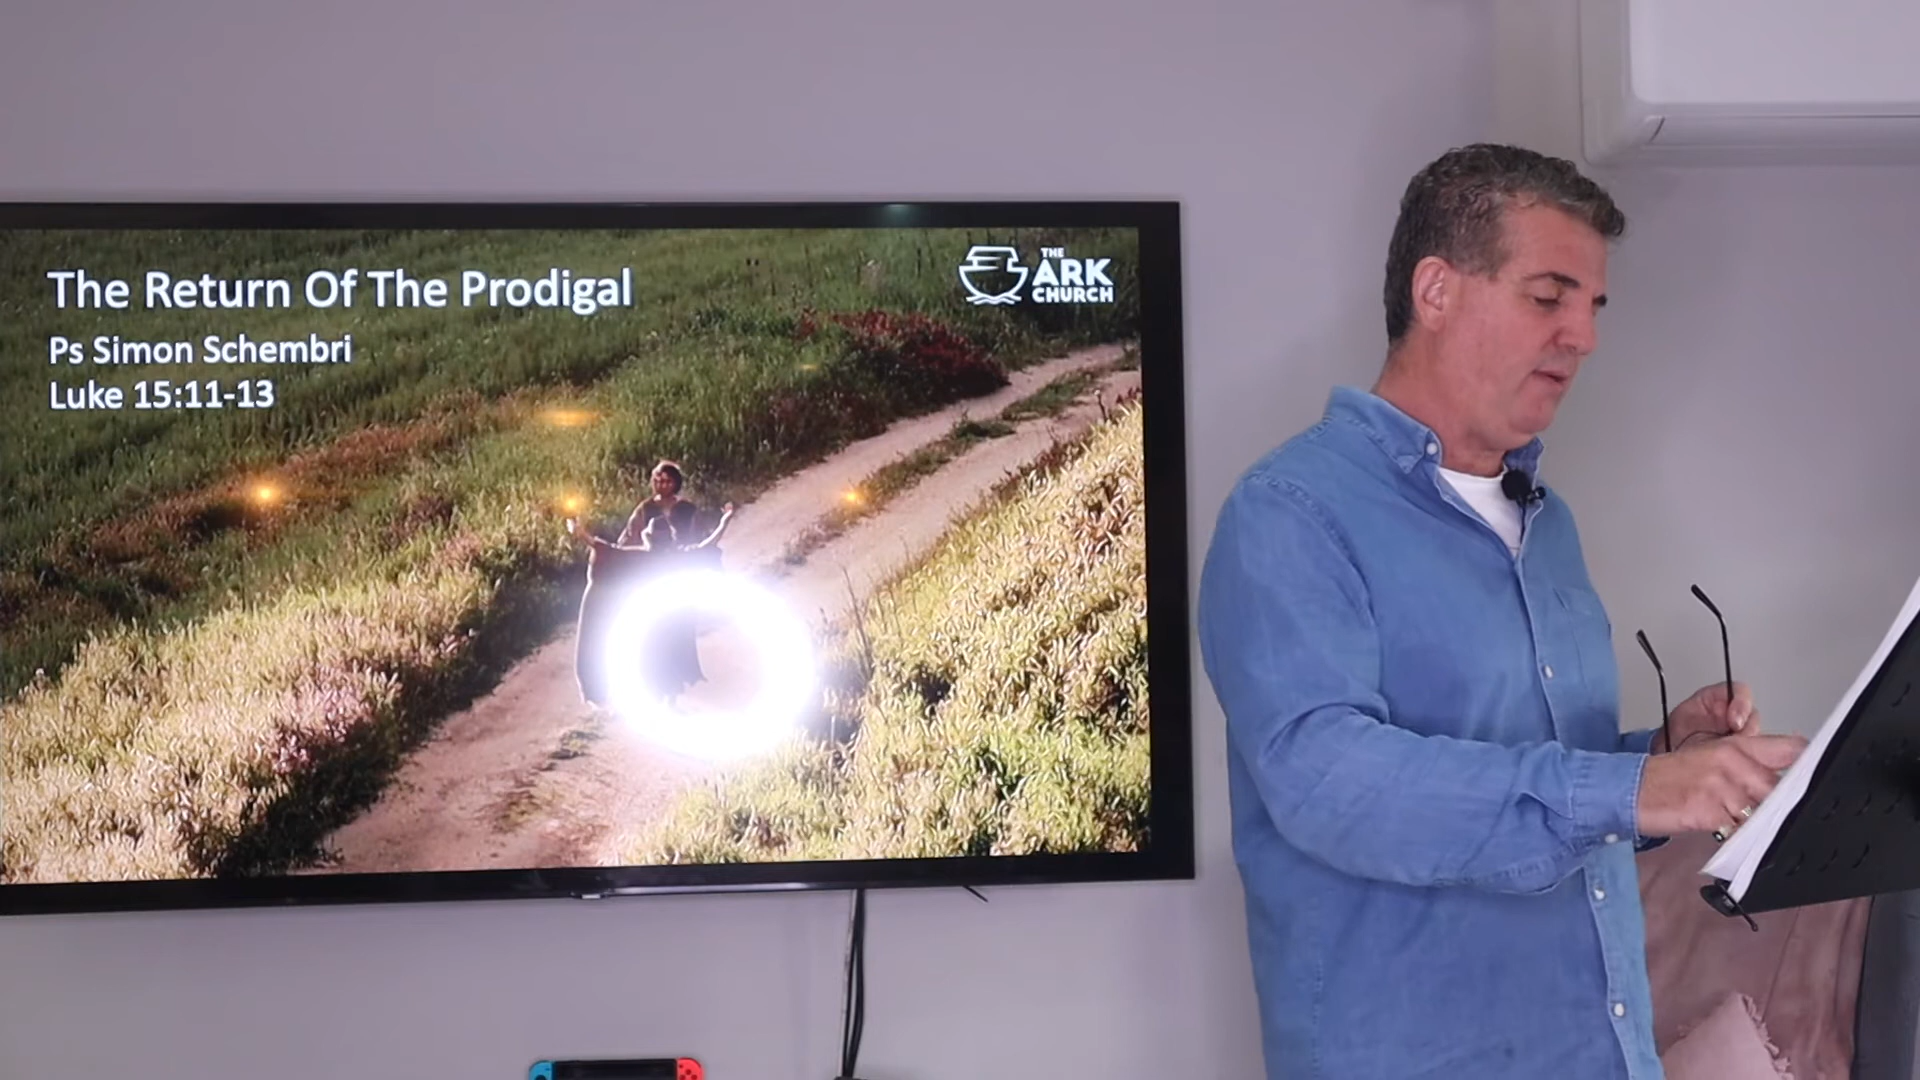 The Return Of The Prodigal
Ps Simon Schembri
Luke 15:11-13
THE
ARK
CHURCH